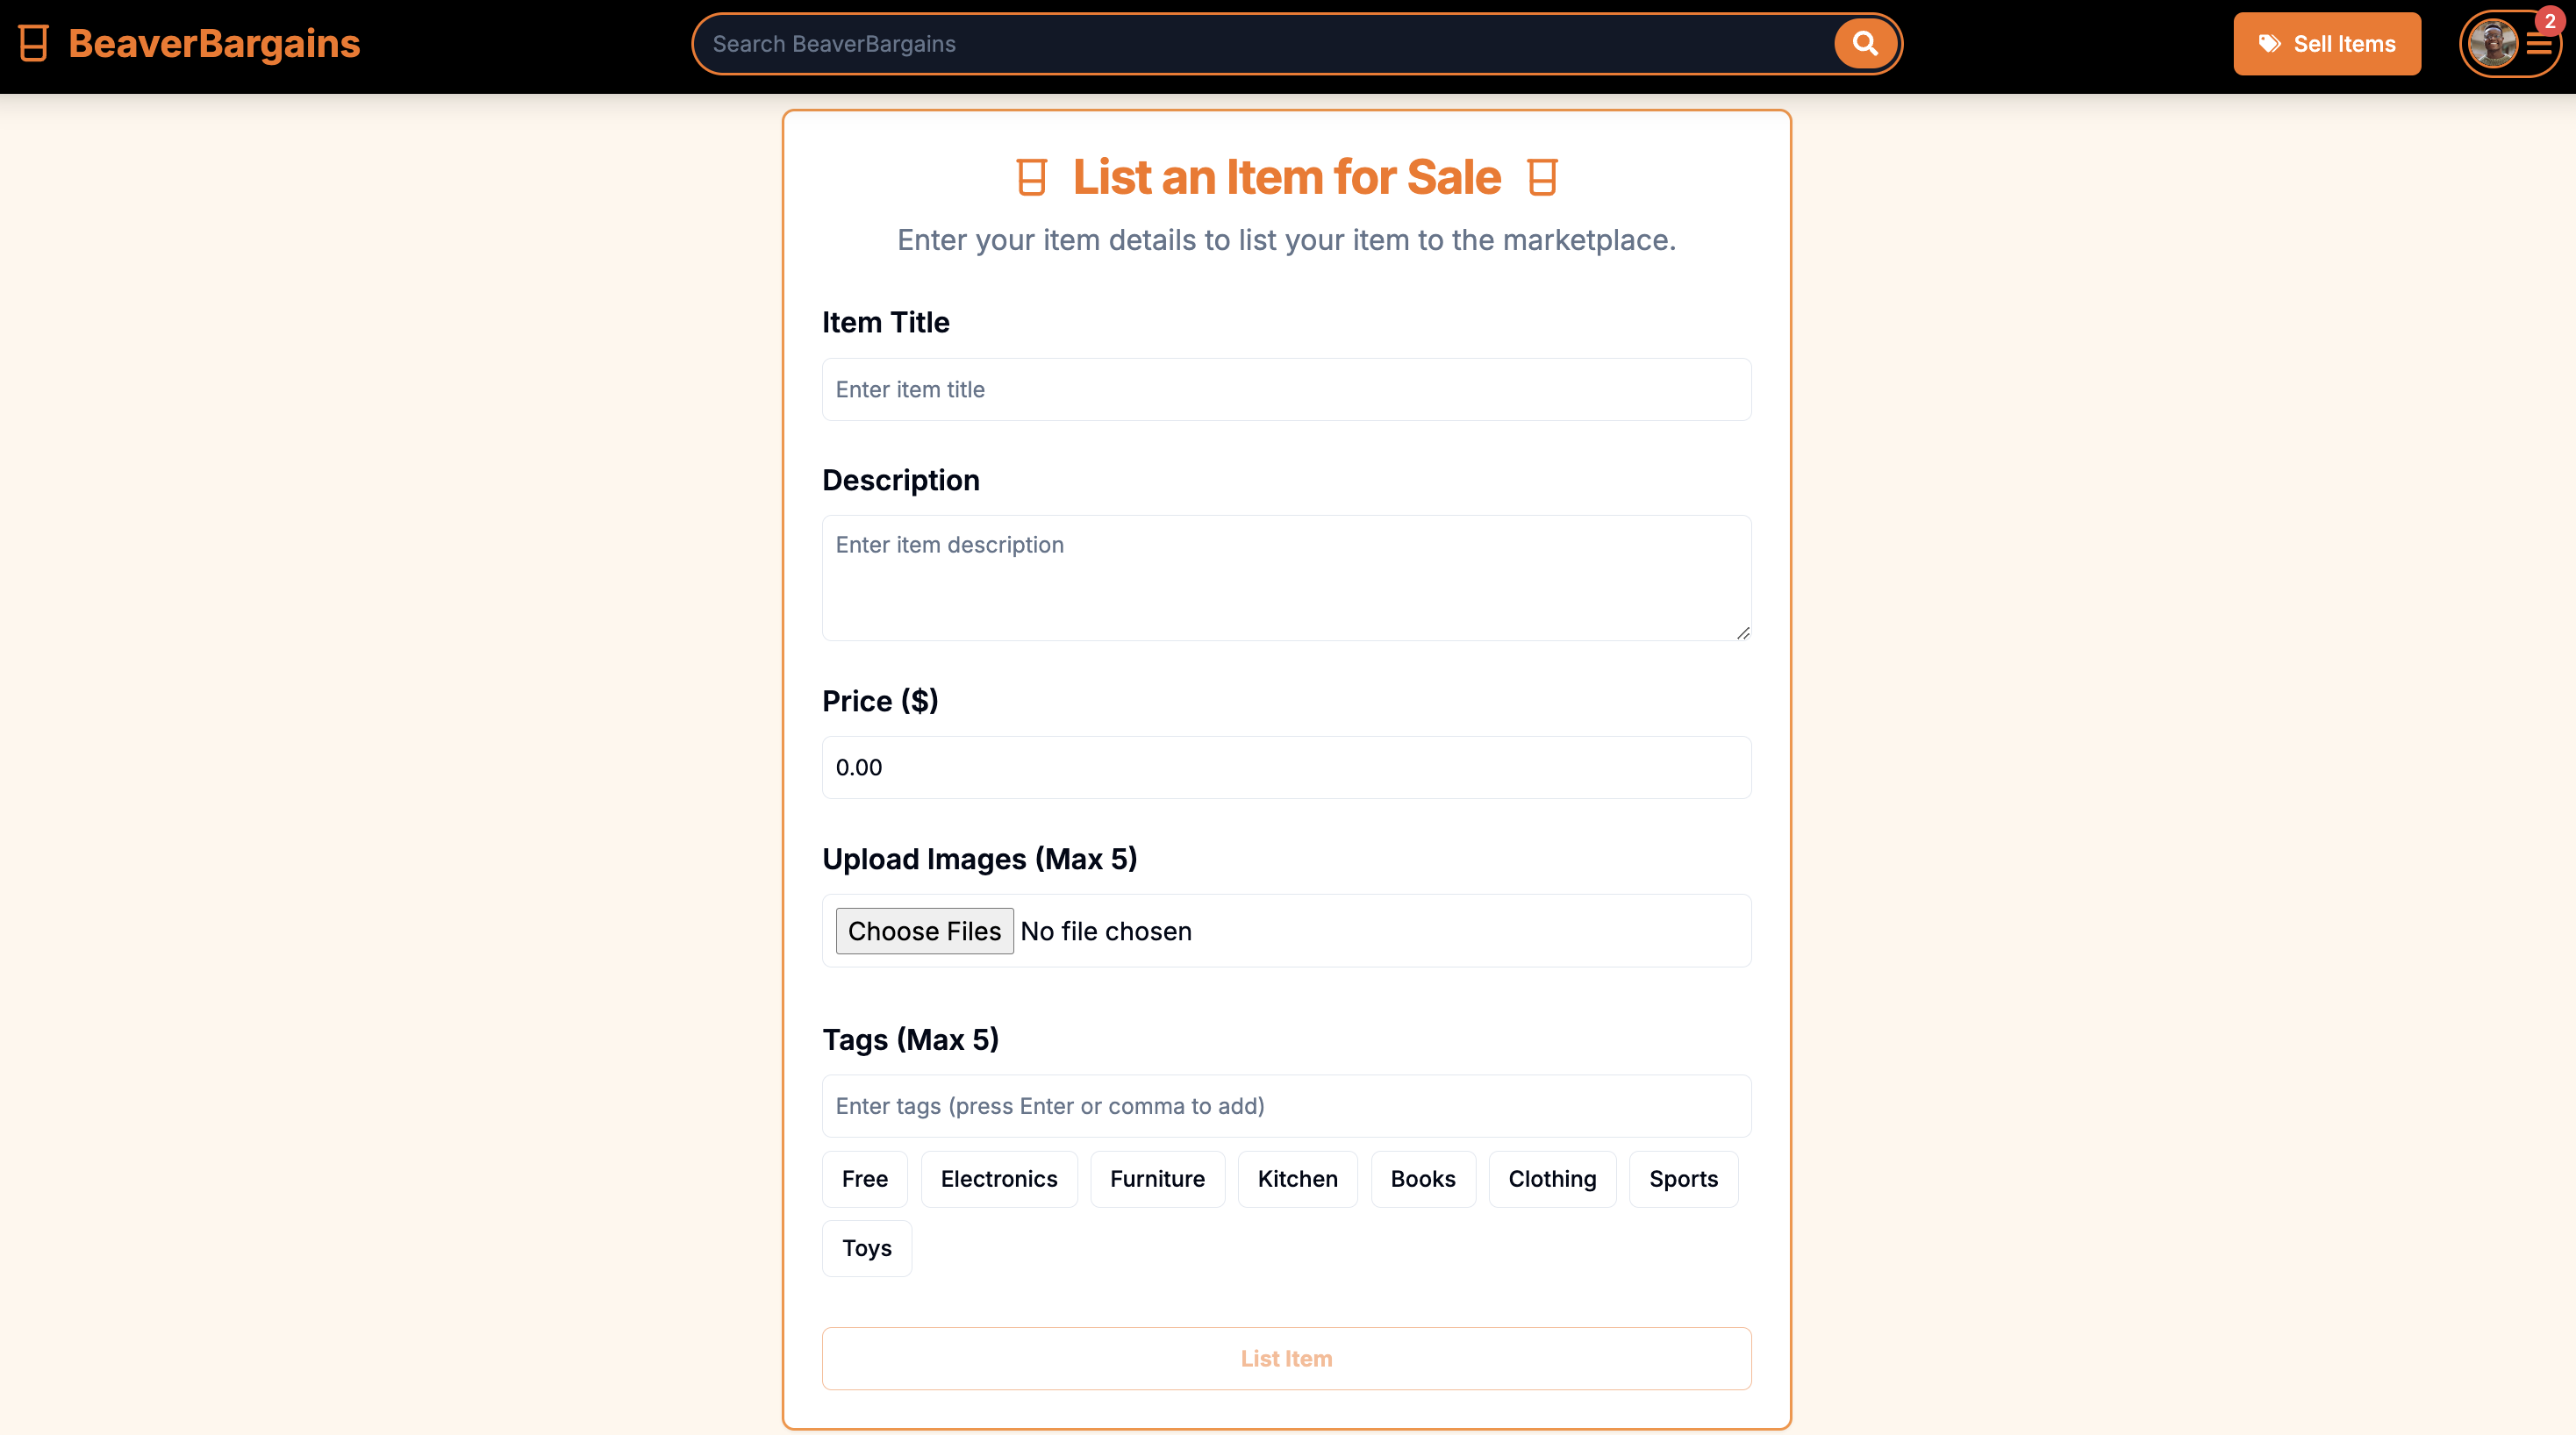 BeaverBargains
Search BeaverBargains
Sell Items
2
List an Item for Sale
Enter your item details to list your item to the marketplace.
Item Title
Enter item title
Description
Enter item description
Price ($)
0.00
Upload Images (Max 5)
Choose Files No file chosen
Tags (Max 5)
Enter tags (press Enter or comma to add)
Free Electronics Furniture Kitchen Books Clothing Sports
Toys
List Item